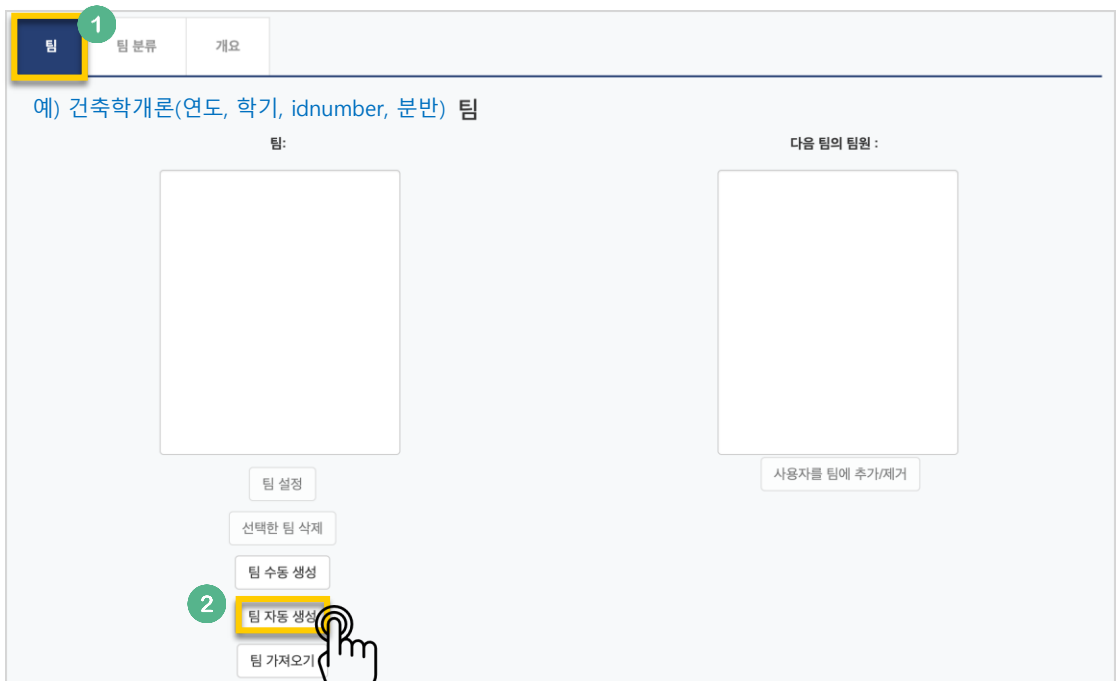 1
팀 팀 분류 개요
예) 건축학개론(연도, 학기, idnumber, 분반) 팀
팀: 다음 팀의 팀원 :
팀 설정 사용자를 팀에 추가/제거
선택한 팀 삭제
팀 수동 생성
2 팀 자동 생성
팀 가져오기